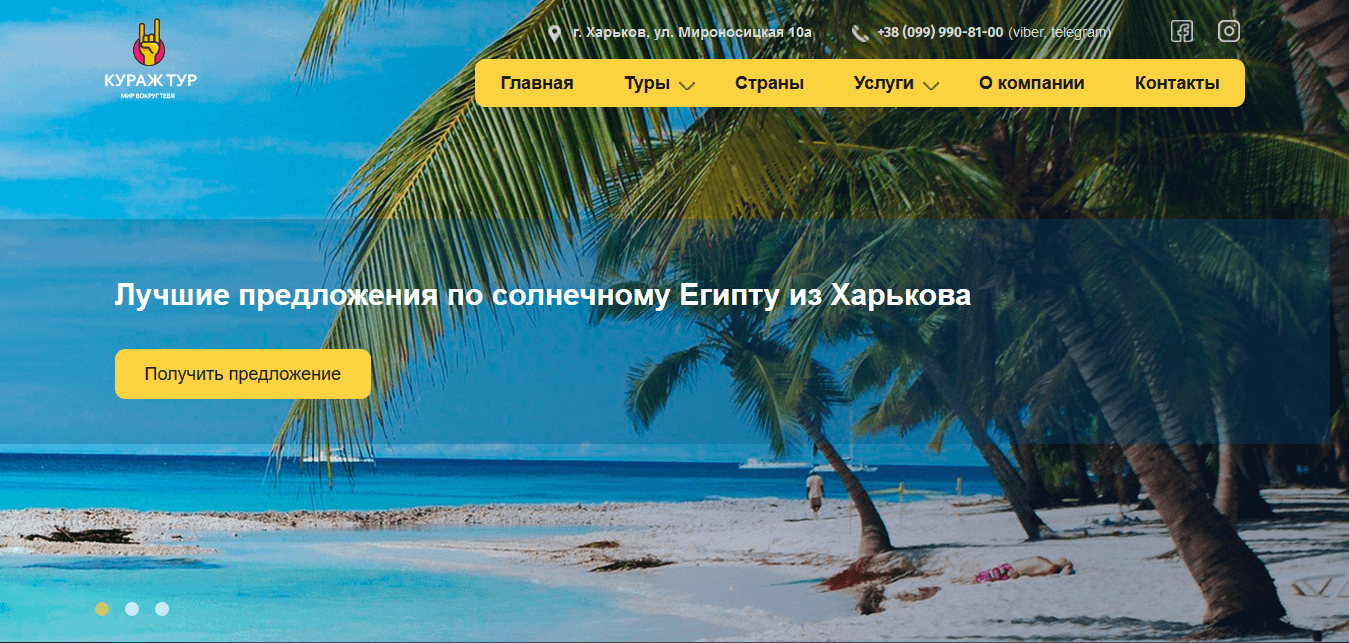 КУРАЖ ТУР
МИР ВОКРУГ ТЕБЯ
г. Харьков, ул. Мироносицкая 10а
+38 (099) 990-81-00 (viber, telegram)
Главная Туры Страны Услуги О компании Контакты
Лучшие предложения по солнечному Египту из Харькова
Получить предложение